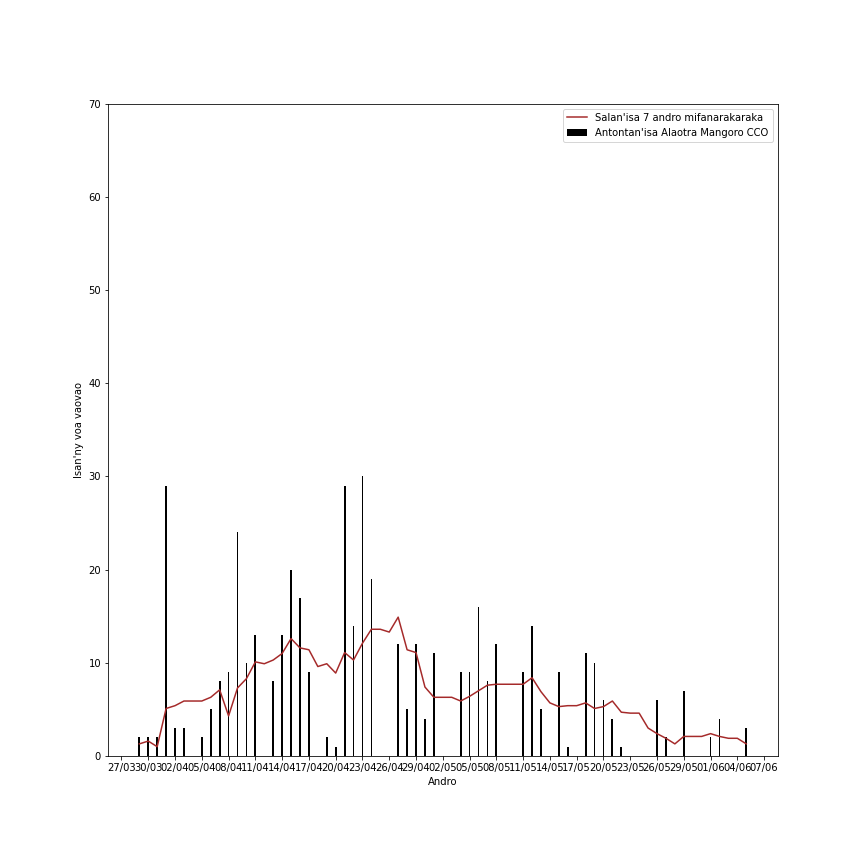 70
Salan'isa 7 andro mifanarakaraka
Antontan'isa Alaotra Mangoro CCO
60
50
40
30
20
10
0
Isan'ny voa vaovao
27/03 30/03 02/04 05/04 08/04 11/04 14/04 17/04 20/04 23/04 26/04 29/04 02/05 05/05 08/05 11/05 14/05 17/05 20/05 23/05 26/05 29/05 01/06 04/06 07/06
Andro